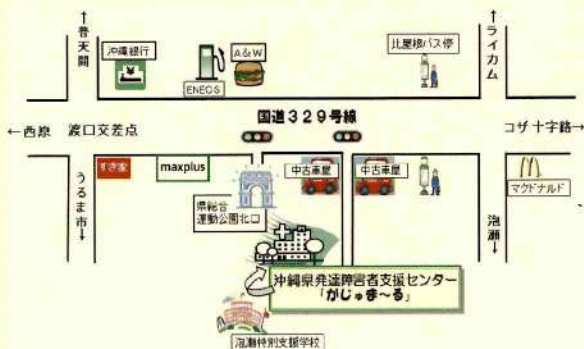 ↑普天間
沖縄銀行
ENEOS
A&W
比屋根バス停
↑ライカム
国道329号線
←西原 渡口交差点
コザ十字路→
うるま市↓
すき家
maxplus
県総合
運動公園北口
中古車屋
中古車屋
マクドナルド
泡瀬↓
沖縄県発達障害者支援センター
「がじゅま～る」
泡瀬特別支援学校